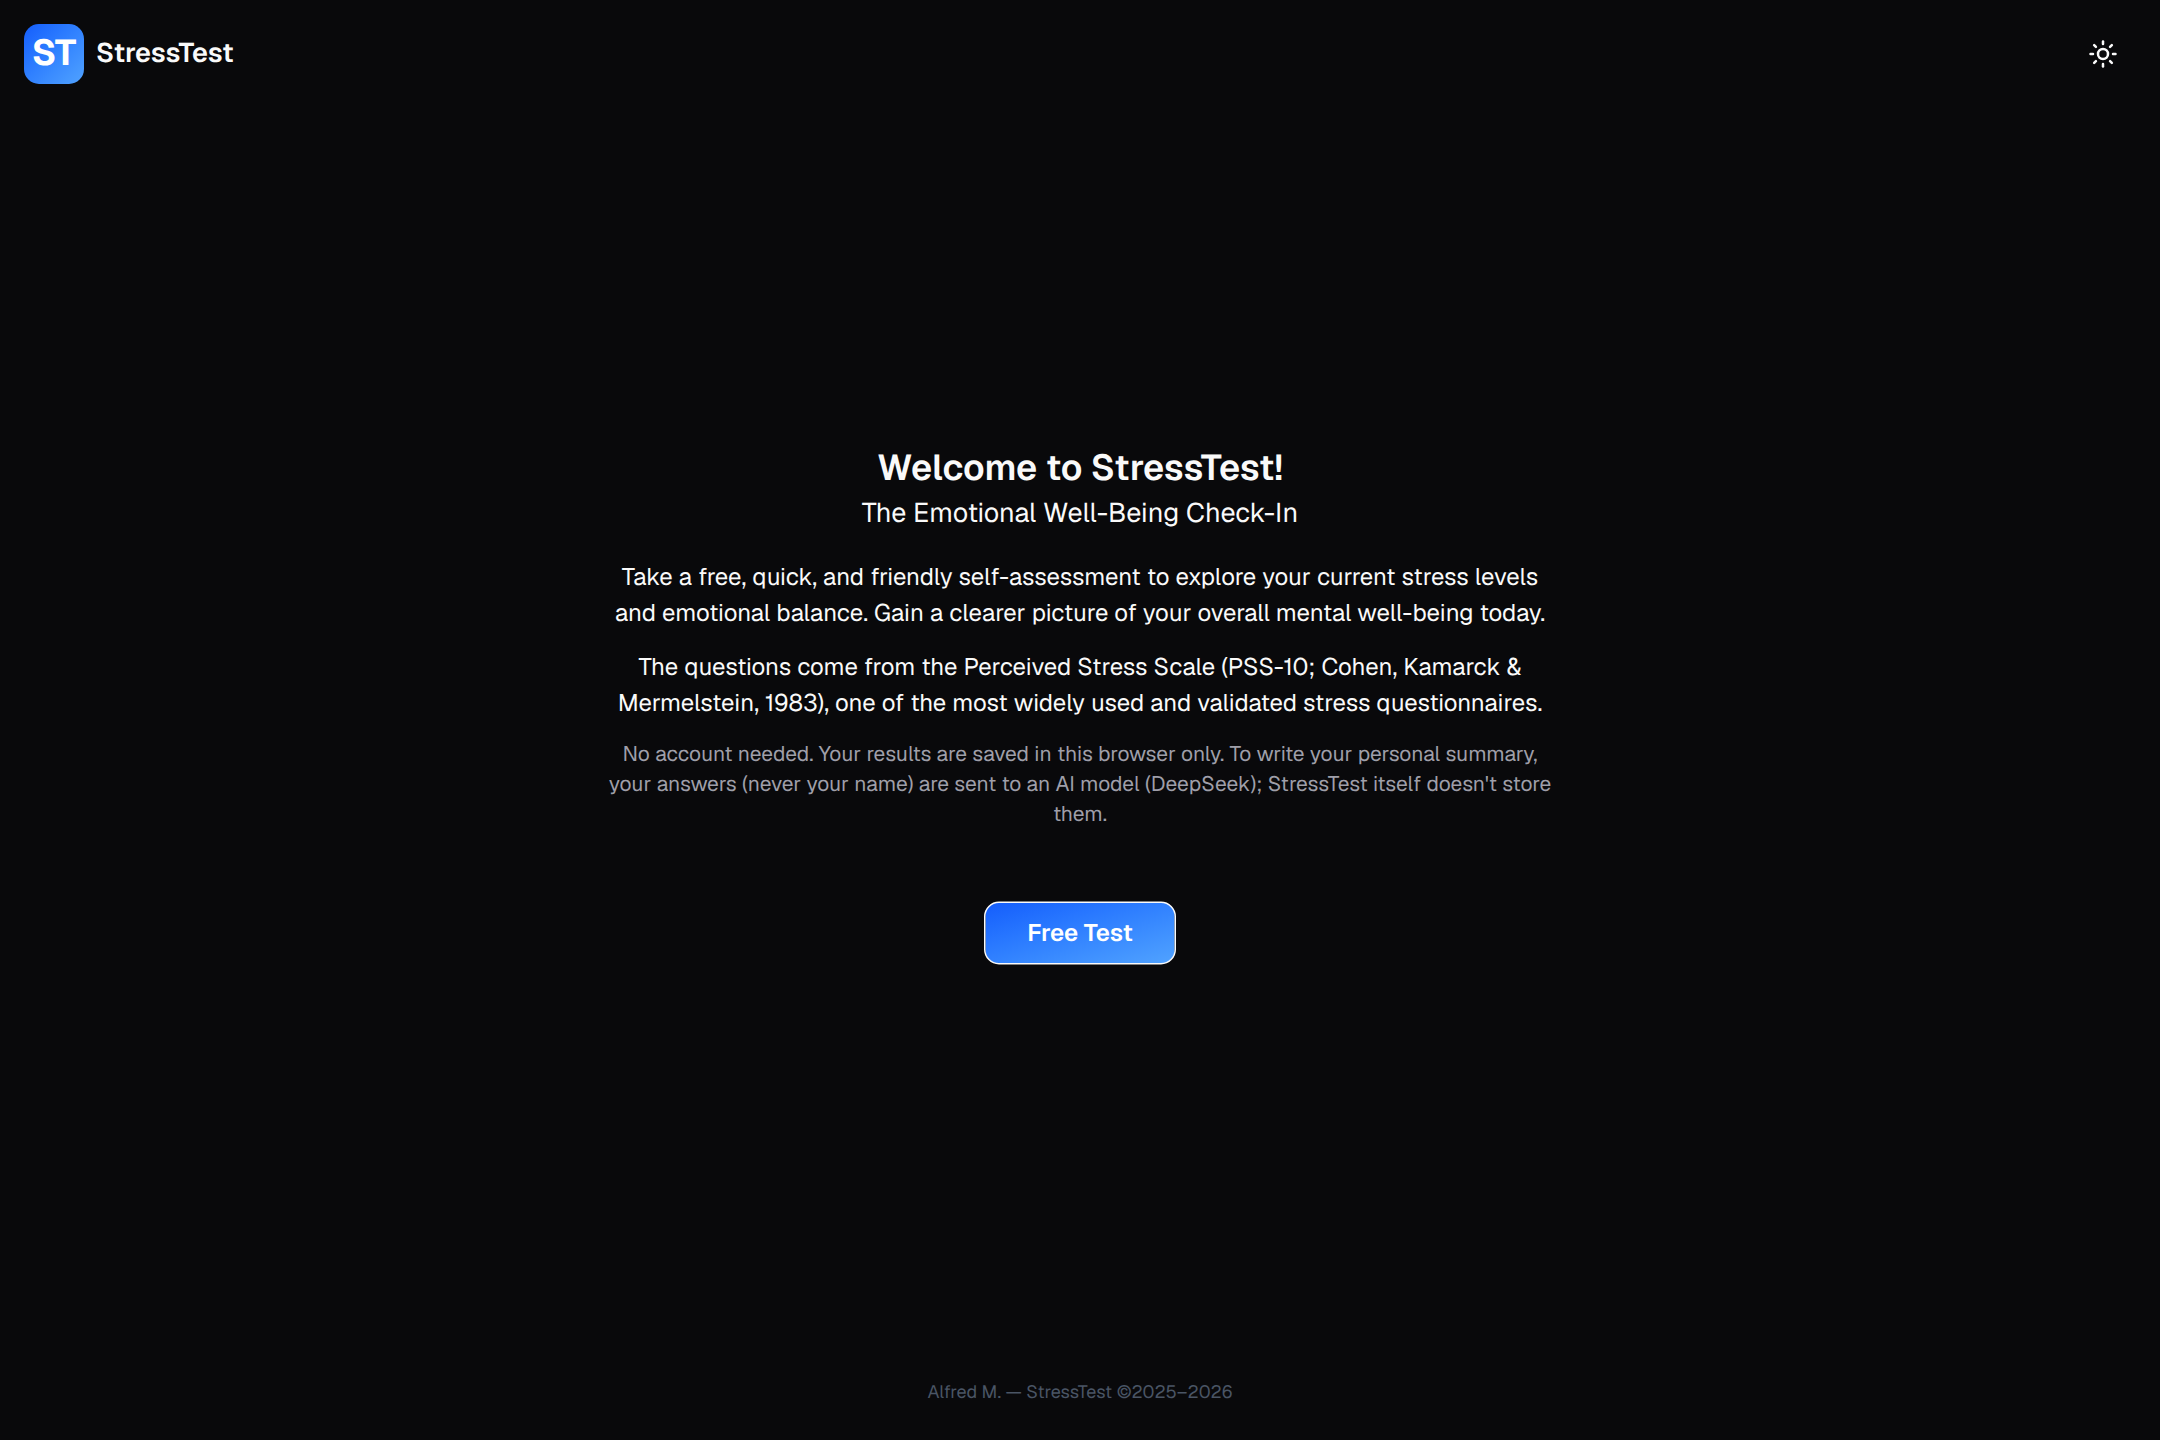 ST StressTest
Welcome to StressTest!
The Emotional Well-Being Check-In
Take a free, quick, and friendly self-assessment to explore your current stress levels
and emotional balance. Gain a clearer picture of your overall mental well-being today.
The questions come from the Perceived Stress Scale (PSS-10; Cohen, Kamarck &
Mermelstein, 1983), one of the most widely used and validated stress questionnaires.
No account needed. Your results are saved in this browser only. To write your personal summary,
your answers (never your name) are sent to an AI model (DeepSeek); StressTest itself doesn't store
them.
Free Test
Alfred M. — StressTest ©2025–2026